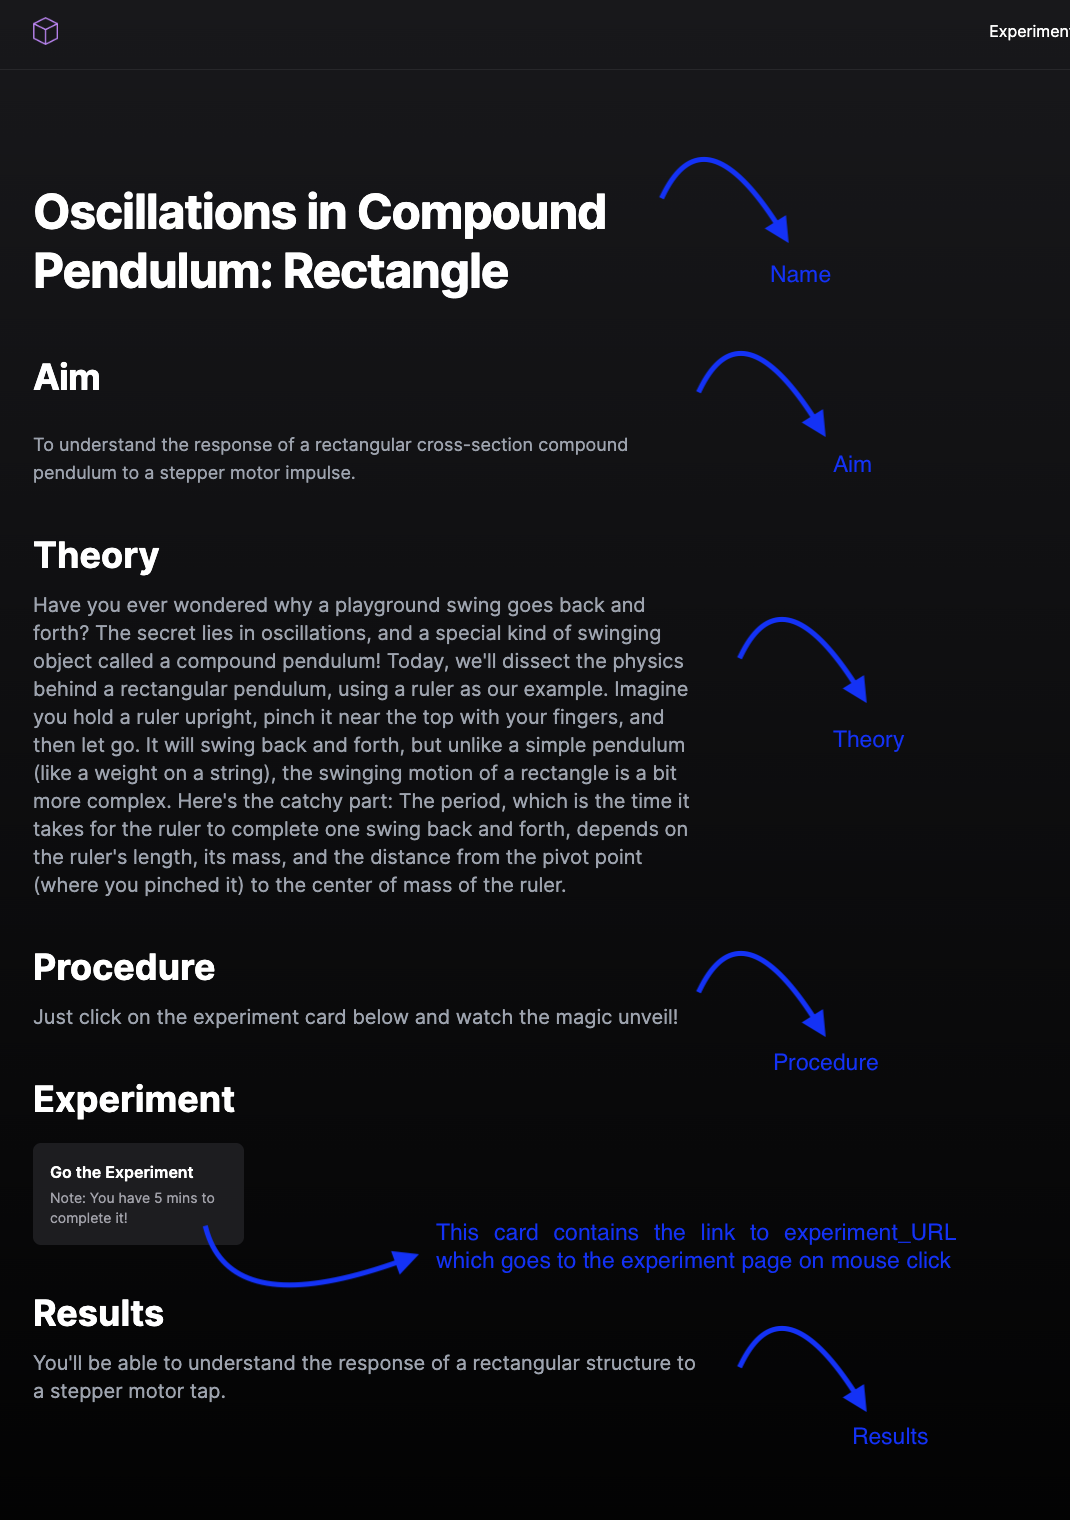 Experiment
Oscillations in Compound
Pendulum: Rectangle
Name
Aim
To understand the response of a rectangular cross-section compound
pendulum to a stepper motor impulse.
Aim
Theory
Have you ever wondered why a playground swing goes back and
forth? The secret lies in oscillations, and a special kind of swinging
object called a compound pendulum! Today, we'll dissect the physics
behind a rectangular pendulum, using a ruler as our example. Imagine
you hold a ruler upright, pinch it near the top with your fingers, and
then let go. It will swing back and forth, but unlike a simple pendulum
(like a weight on a string), the swinging motion of a rectangle is a bit
more complex. Here's the catchy part: The period, which is the time it
takes for the ruler to complete one swing back and forth, depends on
the ruler's length, its mass, and the distance from the pivot point
(where you pinched it) to the center of mass of the ruler.
Theory
Procedure
Just click on the experiment card below and watch the magic unveil!
Procedure
Experiment
Go the Experiment
Note: You have 5 mins to
complete it!
This card contains the link to experiment_URL
which goes to the experiment page on mouse click
Results
You'll be able to understand the response of a rectangular structure to
a stepper motor tap.
Results